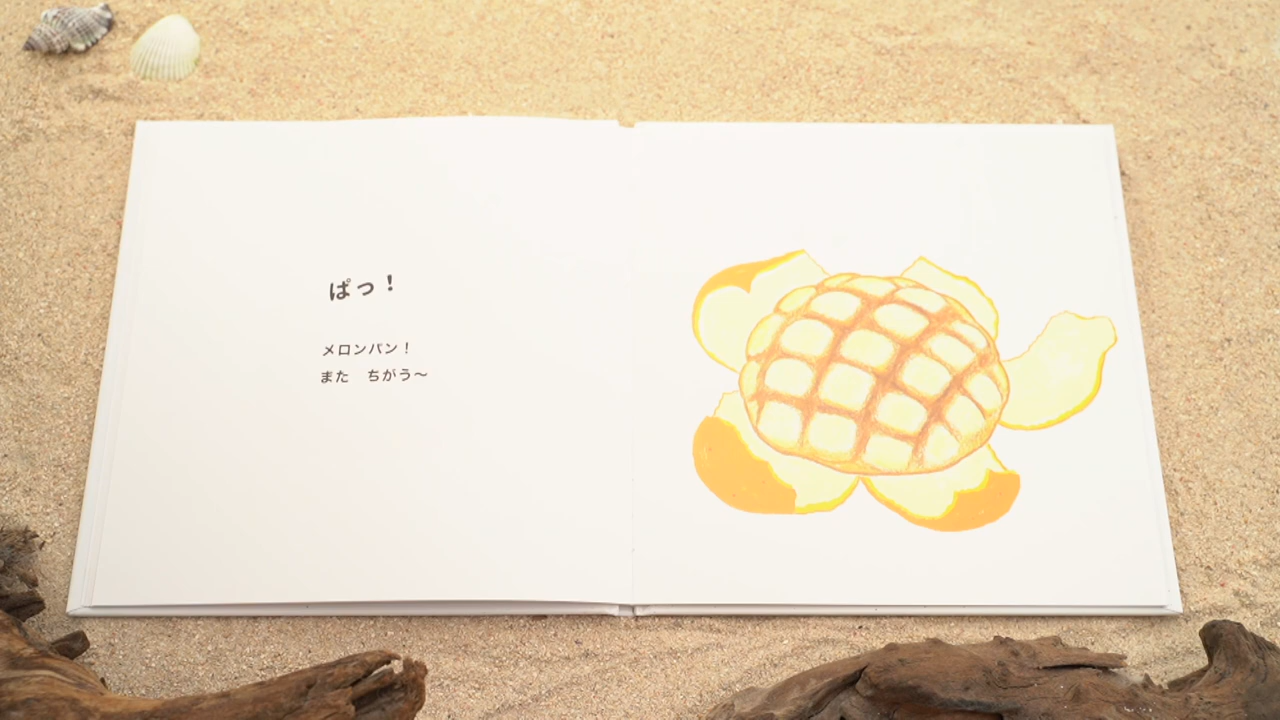 ぱっ！
メロンパン！
また　ちがう〜